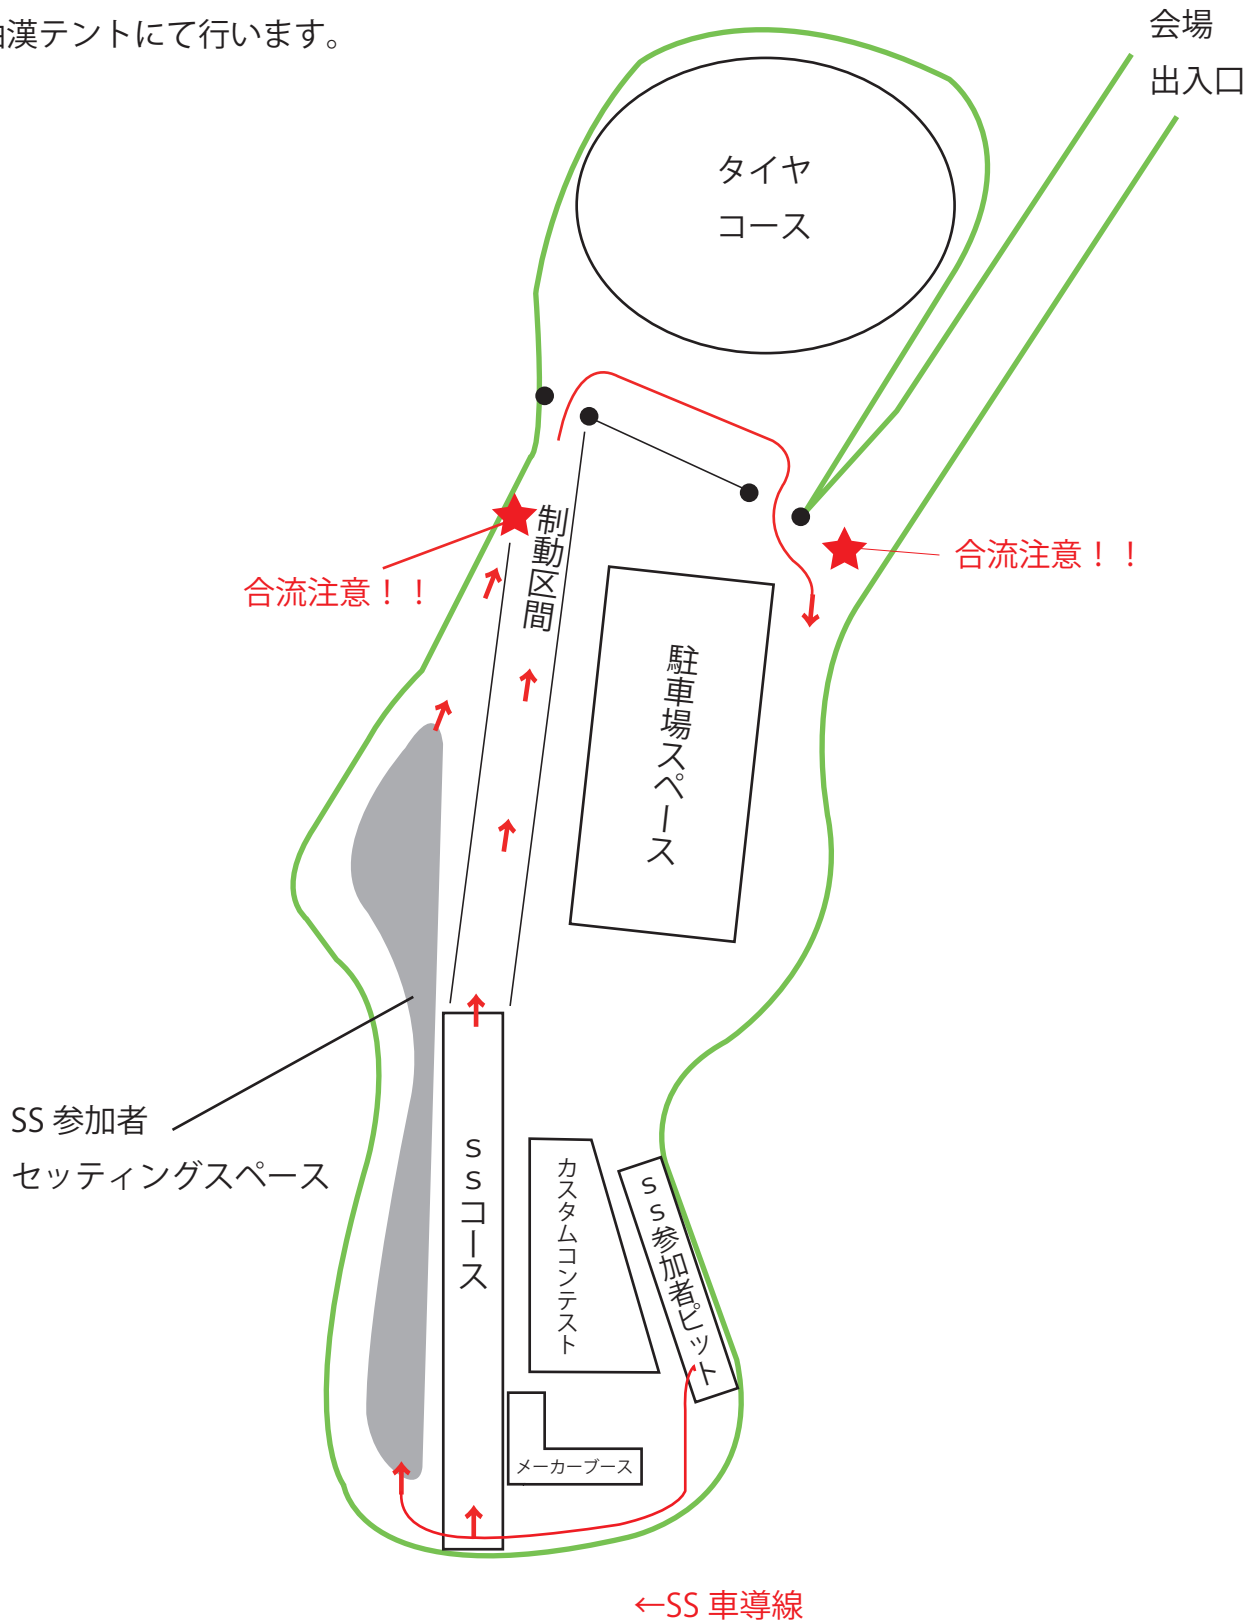 漢テントにて行います。
会場
出入口
タイヤ
コース
制動区間
合流注意！！
合流注意！！
駐車場スペース
SS 参加者
セッティングスペース
SSコース
カスタムコンテスト
SS参加者ピット
メーカーブース
←SS 車導線